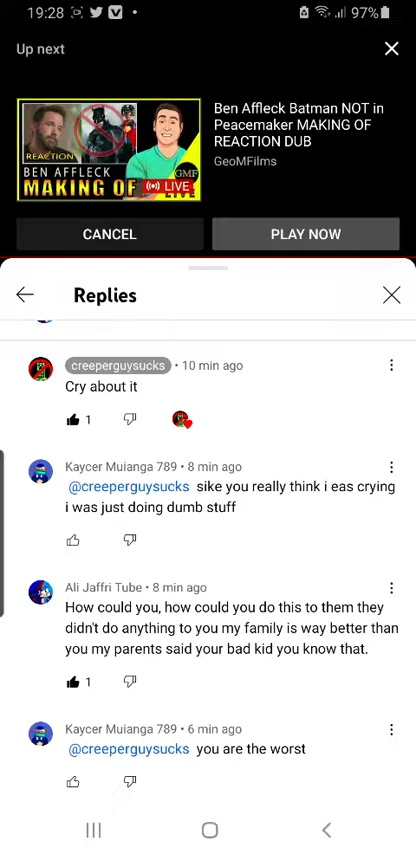 19:28
97%
Up next
Ben Affleck Batman NOT in
Peacemaker MAKING OF
REACTION DUB
GeoMFilms
REACTION
BEN AFFLECK
MAKING OF
LIVE
GMF
CANCEL
PLAY NOW
Replies
creeperguysucks • 10 min ago
Cry about it
1
Kaycer Muianga 789 • 8 min ago
@creeperguysucks sike you really think i eas crying
i was just doing dumb stuff
Ali Jaffri Tube • 8 min ago
How could you, how could you do this to them they
didn't do anything to you my family is way better than
you my parents said your bad kid you know that.
1
Kaycer Muianga 789 • 6 min ago
@creeperguysucks you are the worst